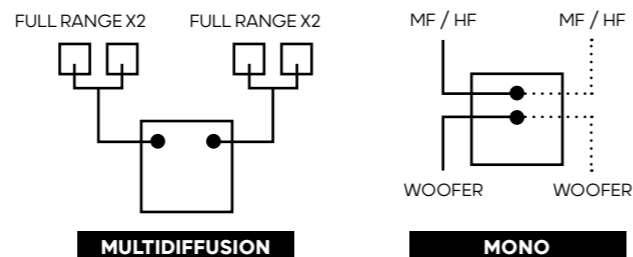 FULL RANGE X2 FULL RANGE X2
MF / HF MF / HF
WOOFER WOOFER
MULTIDIFFUSION
MONO